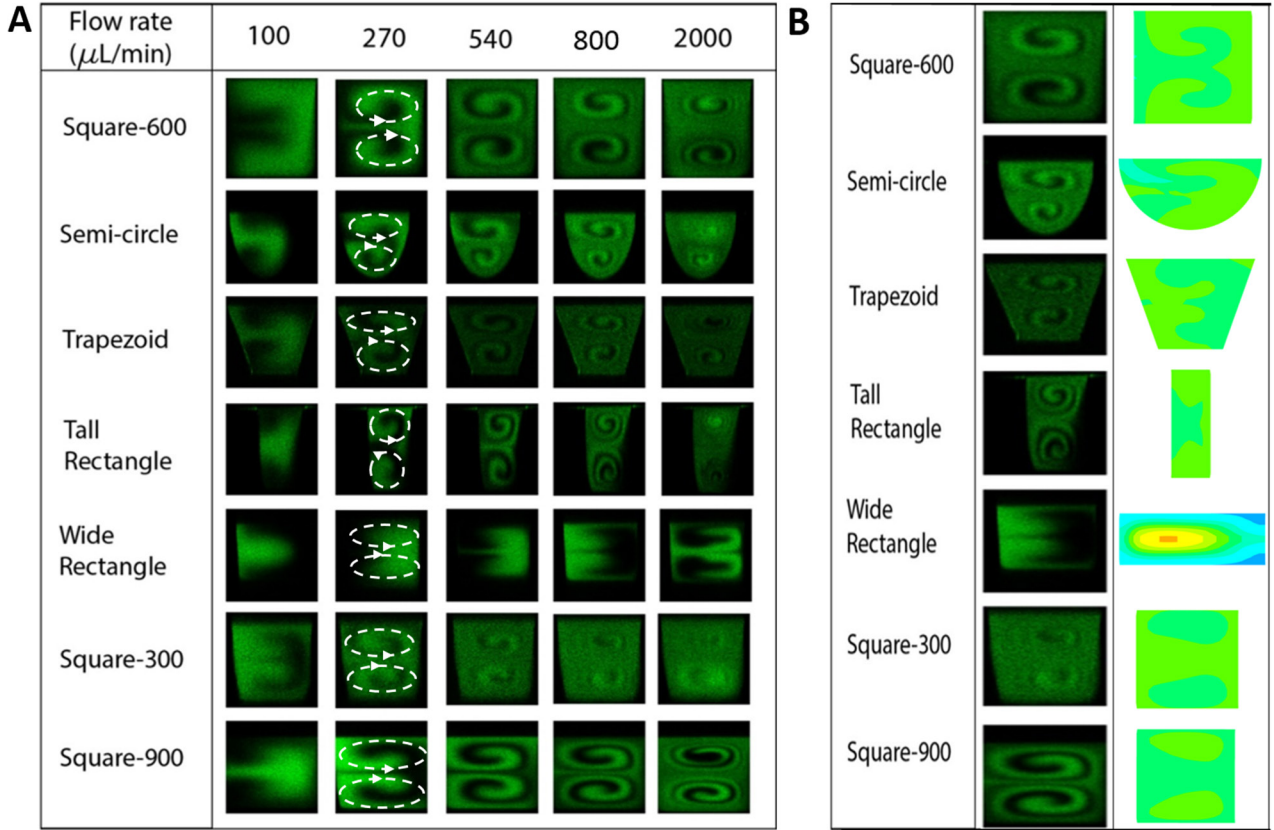 A
Flow rate
(μL/min)
100
270
540
800
2000
Square-600
Semi-circle
Trapezoid
Tall
Rectangle
Wide
Rectangle
Square-300
Square-900
B
Square-600
Semi-circle
Trapezoid
Tall
Rectangle
Wide
Rectangle
Square-300
Square-900